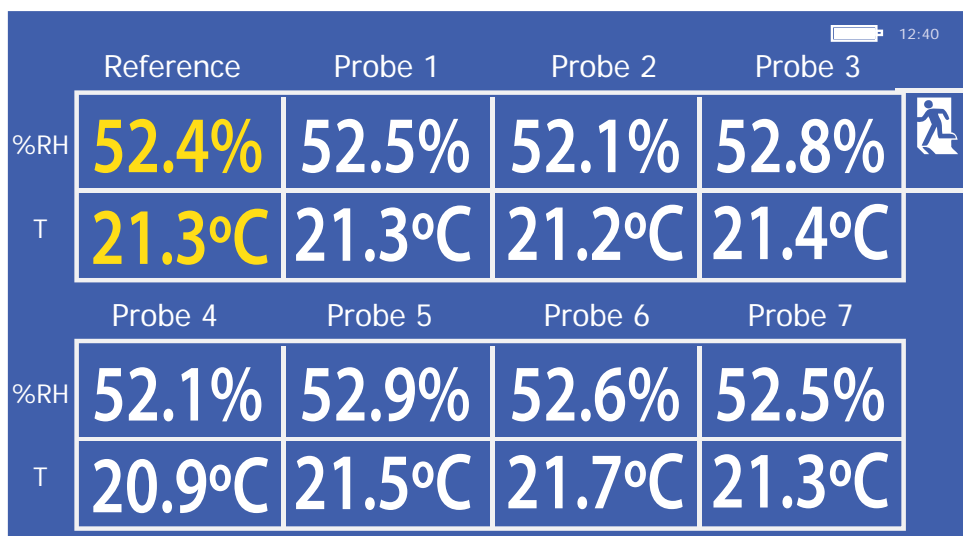 12:40
Reference Probe 1 Probe 2 Probe 3
%RH 52.4% 52.5% 52.1% 52.8%
T 21.3ºC 21.3ºC 21.2ºC 21.4ºC
Probe 4 Probe 5 Probe 6 Probe 7
%RH 52.1% 52.9% 52.6% 52.5%
T 20.9ºC 21.5ºC 21.7ºC 21.3ºC